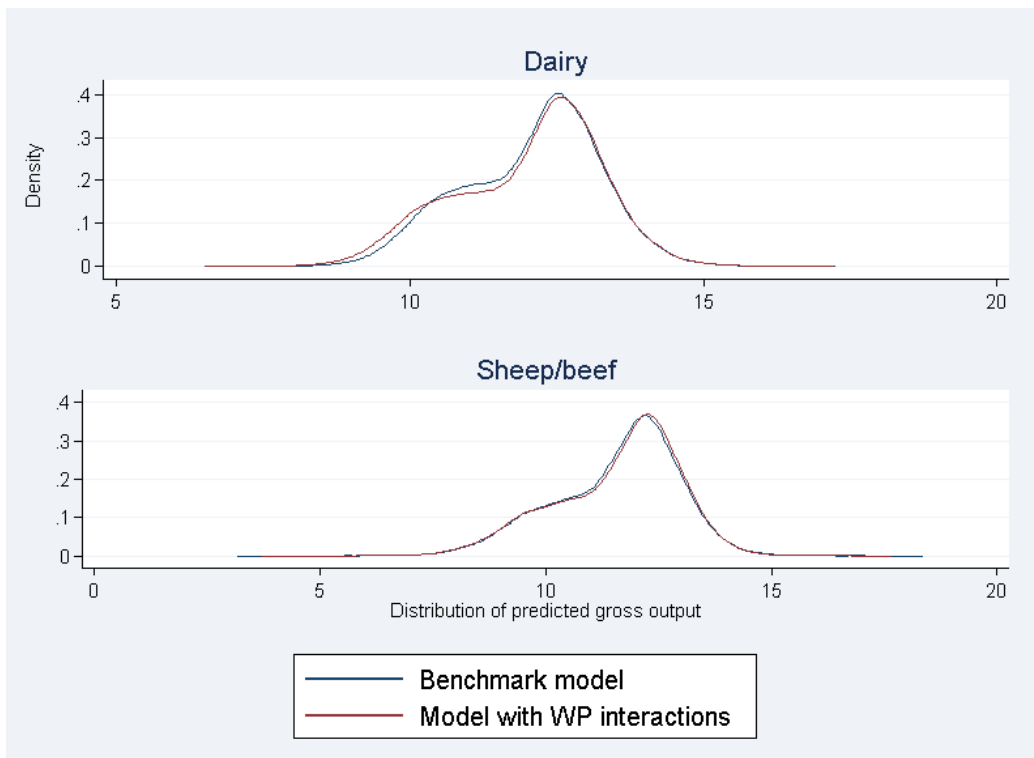 Dairy
Density
.4
.3
.2
.1
0
5 10 15 20
Sheep/beef
.4
.3
.2
.1
0
0 5 10 15 20
Distribution of predicted gross output
Benchmark model
Model with WP interactions